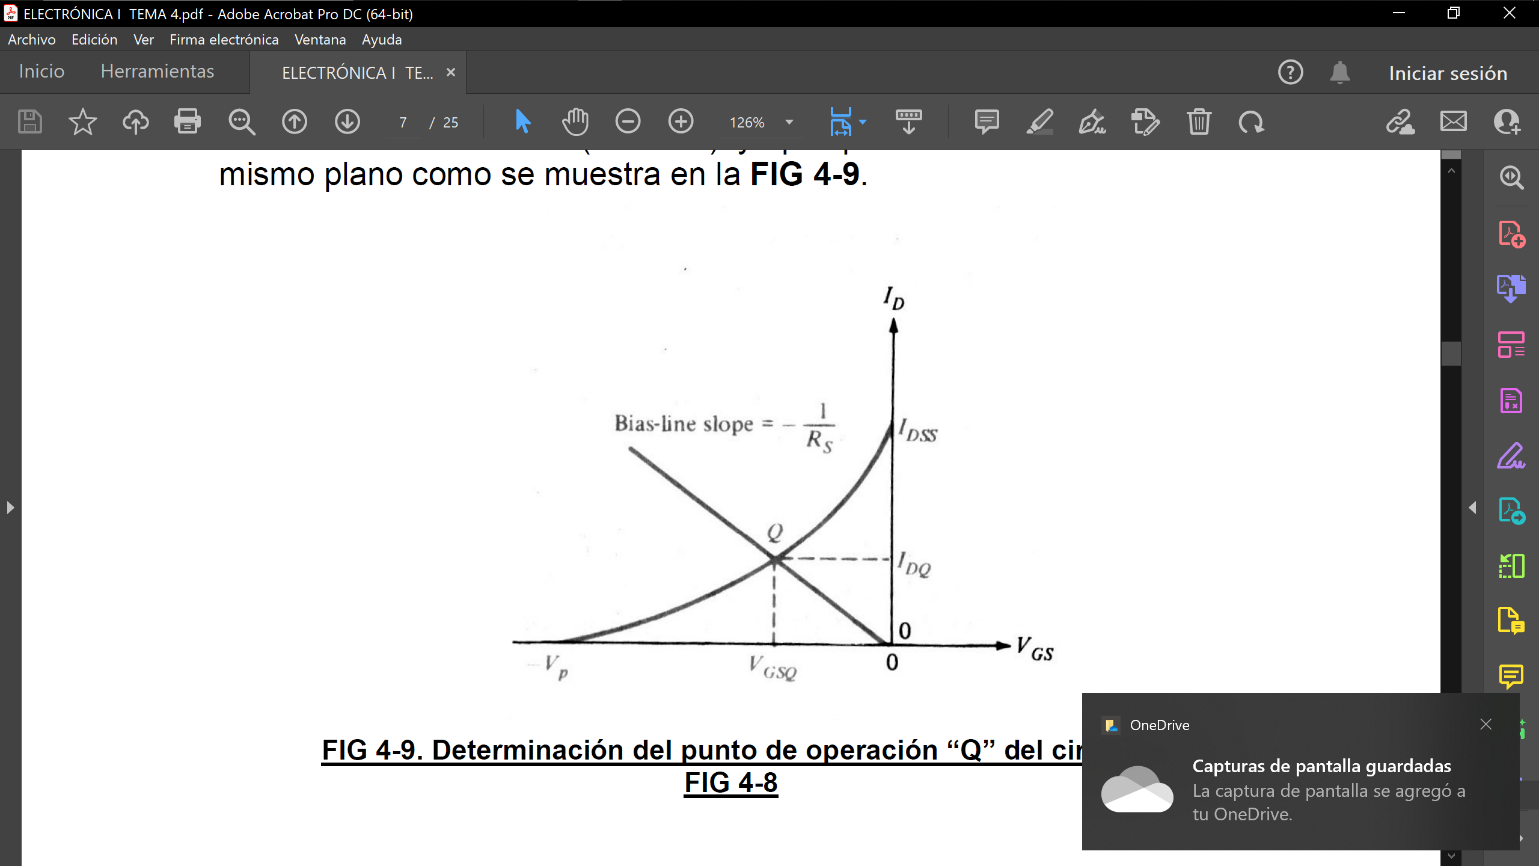 ELECTRÓNICA I  TEMA 4.pdf - Adobe Acrobat Pro DC (64-bit)
Archivo Edición Ver Firma electrónica Ventana Ayuda
Inicio Herramientas ELECTRÓNICA I TE... ×
Iniciar sesión
7 / 25 126%
mismo plano como se muestra en la FIG 4-9.
I_D
Bias-line slope = - 1/R_S
I_DSS
Q
I_DQ
0
-V_p V_GSQ 0 V_GS
FIG 4-9. Determinación del punto de operación “Q” del
FIG 4-8
OneDrive
Capturas de pantalla guardadas
La captura de pantalla se agregó a
tu OneDrive.